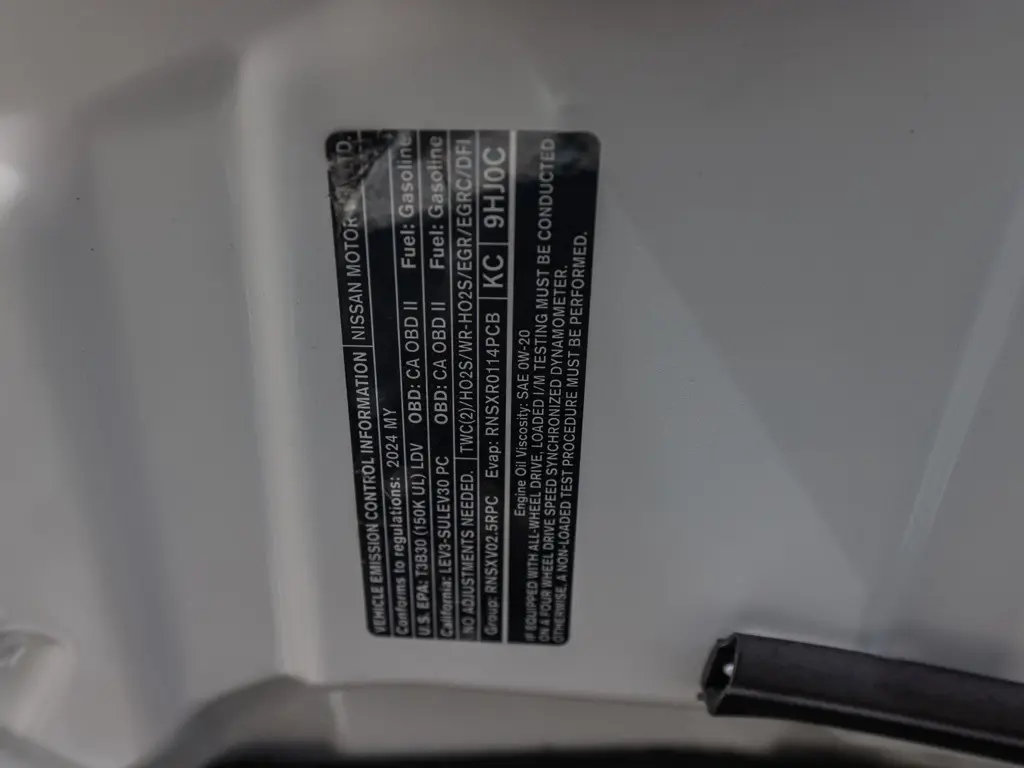 VEHICLE EMISSION CONTROL INFORMATION NISSAN MOTOR LTD.
Conforms to regulations: 2024 MY
U.S. EPA: T3B30 (150K UL) LDV OBD: CA OBD II Fuel: Gasoline
California: LEV3-SULEV30 PC OBD: CA OBD II Fuel: Gasoline
NO ADJUSTMENTS NEEDED. TWC(2)/HO2S/WR-HO2S/EGR/EGRC/DFI
Group: RNSXV02.5RPC Evap: RNSXR0114PCB KC 9HJ0C
Engine Oil Viscosity: SAE 0W-20
IF EQUIPPED WITH ALL-WHEEL DRIVE, LOADED I/M TESTING MUST BE CONDUCTED
ON A FOUR WHEEL DRIVE SPEED SYNCHRONIZED DYNAMOMETER.
OTHERWISE, A NON-LOADED TEST PROCEDURE MUST BE PERFORMED.